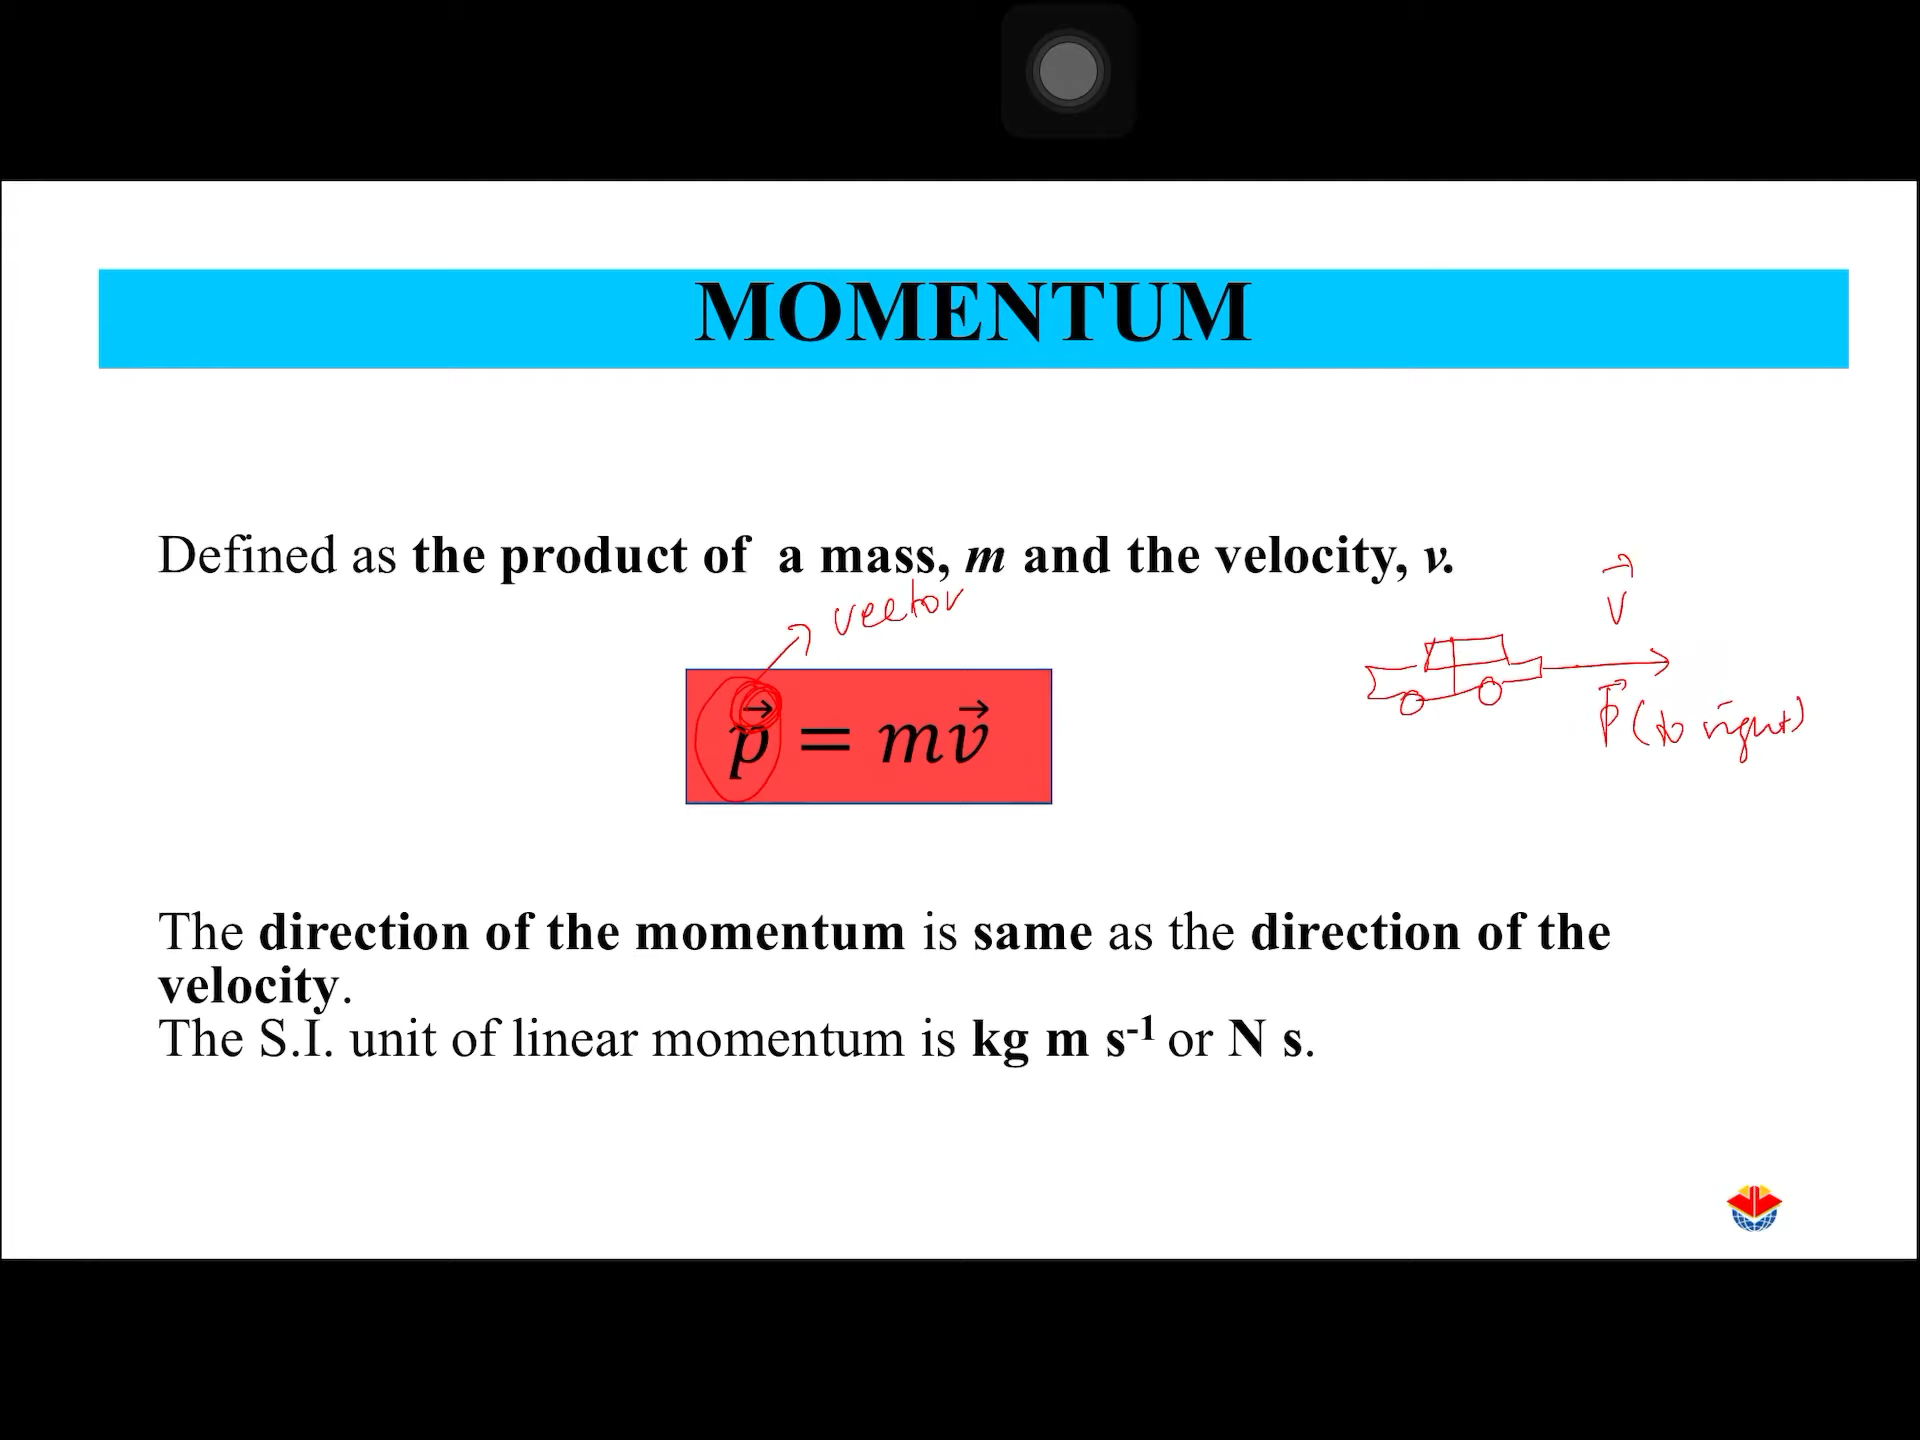 MOMENTUM
Defined as the product of a mass, m and the velocity, v.
vector
v⃗
p⃗ = mv⃗
p⃗ (to right)
The direction of the momentum is same as the direction of the
velocity.
The S.I. unit of linear momentum is kg m s⁻¹ or N s.